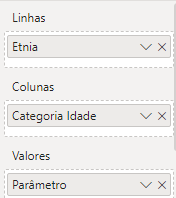 Linhas
Etnia
Colunas
Categoria Idade
Valores
Parâmetro